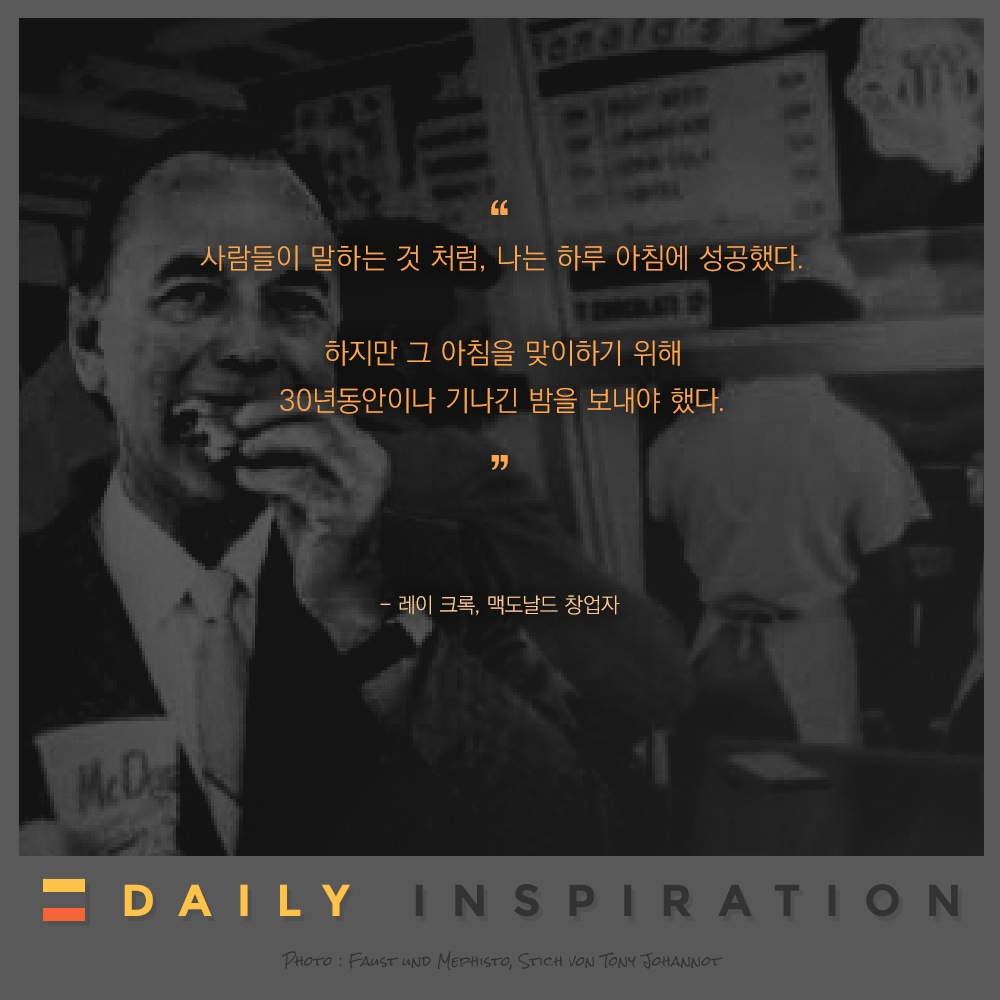 “
사람들이 말하는 것 처럼, 나는 하루 아침에 성공했다.
하지만 그 아침을 맞이하기 위해
30년동안이나 기나긴 밤을 보내야 했다.
”
- 레이 크록, 맥도날드 창업자
McDon
DAILY INSPIRATION
Photo : Faust und Mephisto, Stich von Tony Johannot